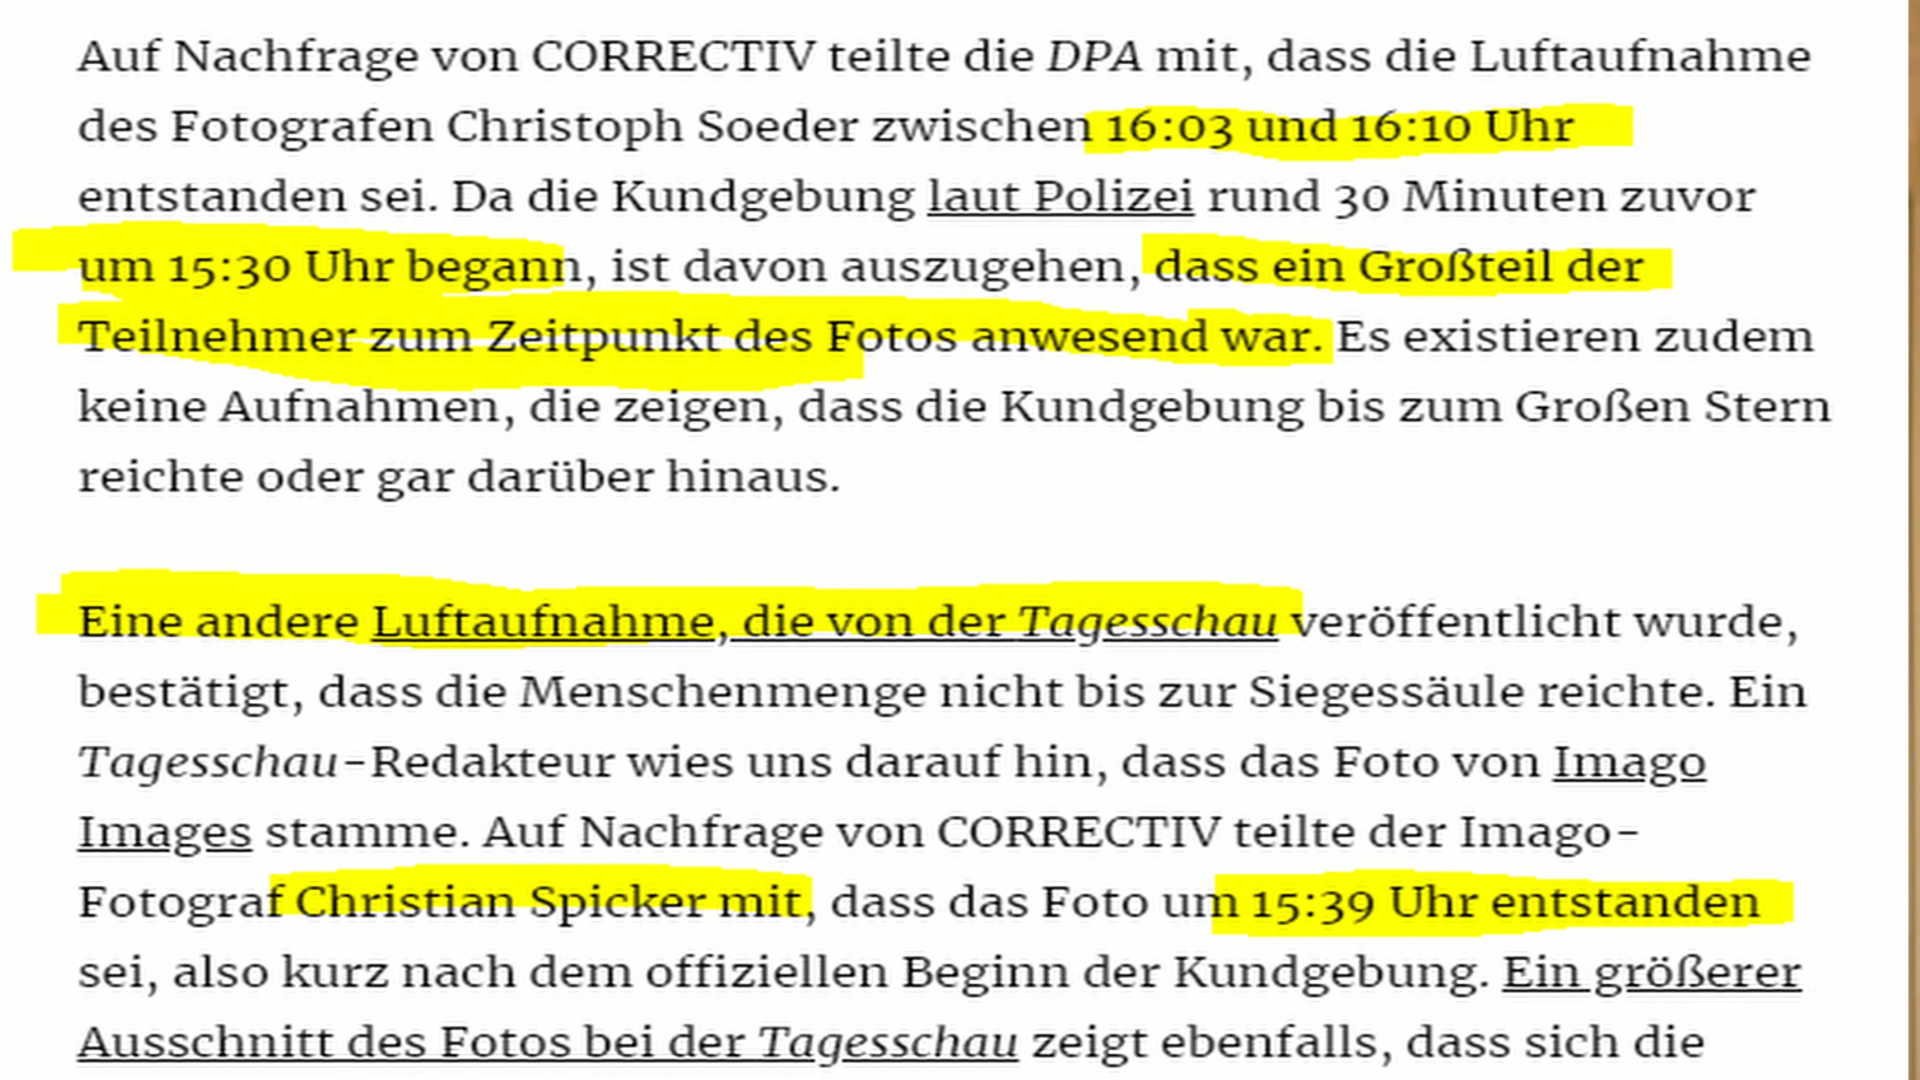 Auf Nachfrage von CORRECTIV teilte die DPA mit, dass die Luftaufnahme
des Fotografen Christoph Soeder zwischen 16:03 und 16:10 Uhr
entstanden sei. Da die Kundgebung laut Polizei rund 30 Minuten zuvor
um 15:30 Uhr begann, ist davon auszugehen, dass ein Großteil der
Teilnehmer zum Zeitpunkt des Fotos anwesend war. Es existieren zudem
keine Aufnahmen, die zeigen, dass die Kundgebung bis zum Großen Stern
reichte oder gar darüber hinaus.
Eine andere Luftaufnahme, die von der Tagesschau veröffentlicht wurde,
bestätigt, dass die Menschenmenge nicht bis zur Siegessäule reichte. Ein
Tagesschau-Redakteur wies uns darauf hin, dass das Foto von Imago
Images stamme. Auf Nachfrage von CORRECTIV teilte der Imago-
Fotograf Christian Spicker mit, dass das Foto um 15:39 Uhr entstanden
sei, also kurz nach dem offiziellen Beginn der Kundgebung. Ein größerer
Ausschnitt des Fotos bei der Tagesschau zeigt ebenfalls, dass sich die